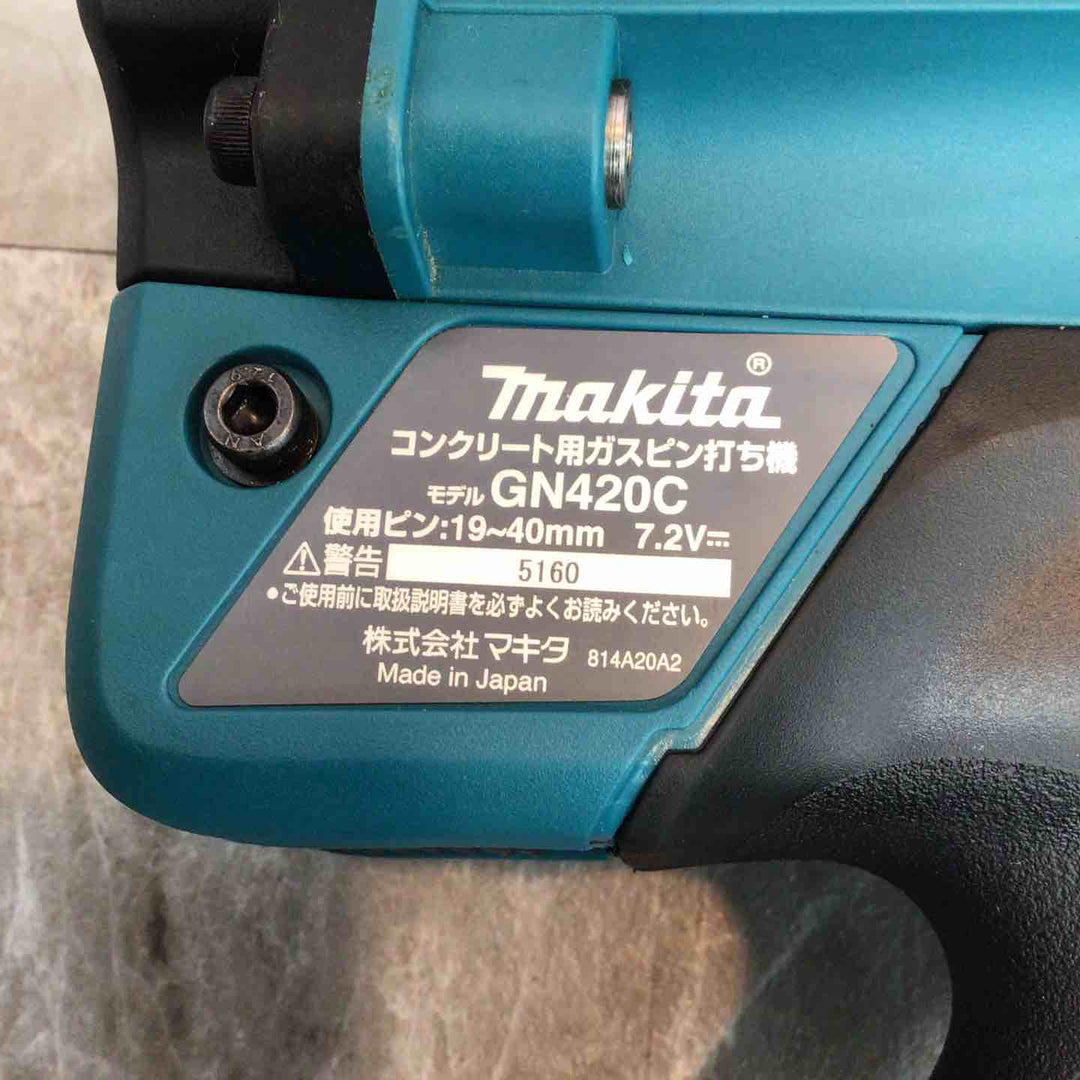 makita®
コンクリート用ガスピン打ち機
モデル GN420C
使用ピン:19~40mm 7.2V⎓
⚠警告 5160
•ご使用前に取扱説明書を必ずよくお読みください。
株式会社 マキタ 814A20A2
Made in Japan
12.9